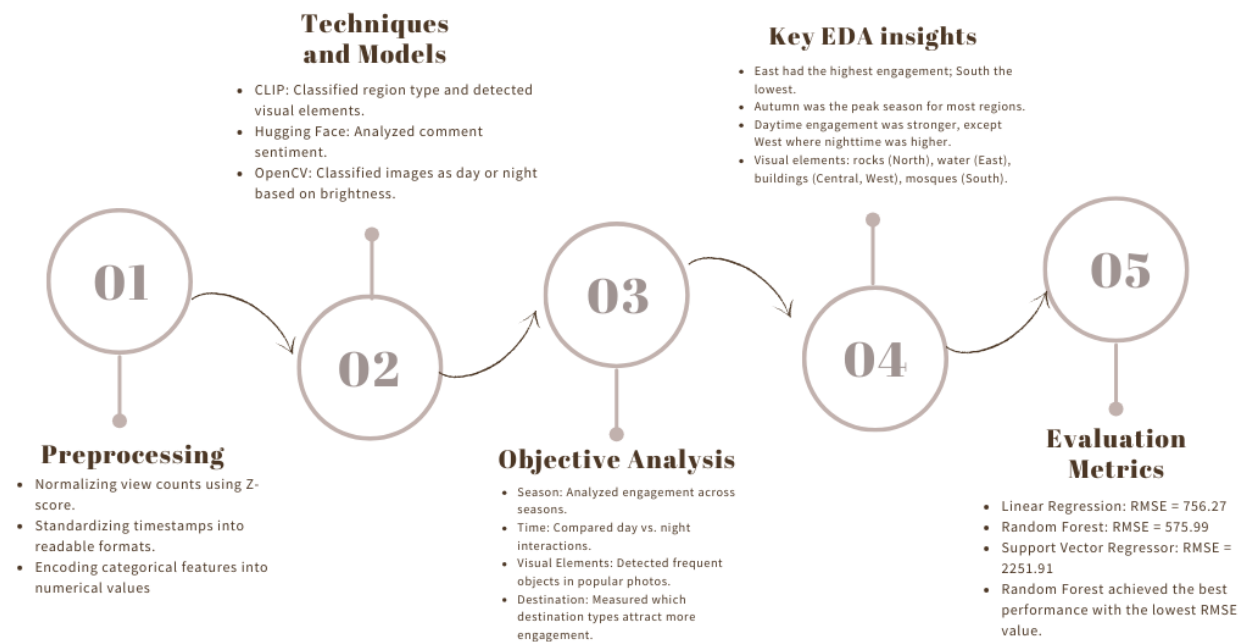 01
Preprocessing
• Normalizing view counts using Z-
score.
• Standardizing timestamps into
readable formats.
• Encoding categorical features into
numerical values
Techniques
and Models
• CLIP: Classified region type and detected
visual elements.
• Hugging Face: Analyzed comment
sentiment.
• OpenCV: Classified images as day or night
based on brightness.
02
03
Objective Analysis
• Season: Analyzed engagement across
seasons.
• Time: Compared day vs. night
interactions.
• Visual Elements: Detected frequent
objects in popular photos.
• Destination: Measured which
destination types attract more
engagement.
Key EDA insights
• East had the highest engagement; South the
lowest.
• Autumn was the peak season for most regions.
• Daytime engagement was stronger, except
West where nighttime was higher.
• Visual elements: rocks (North), water (East),
buildings (Central, West), mosques (South).
04
05
Evaluation
Metrics
• Linear Regression: RMSE = 756.27
• Random Forest: RMSE = 575.99
• Support Vector Regressor: RMSE =
2251.91
• Random Forest achieved the best
performance with the lowest RMSE
value.